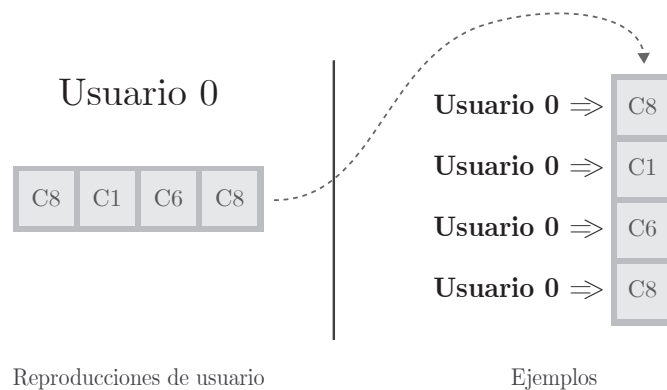 Usuario 0
C8 C1 C6 C8
Reproducciones de usuario
Usuario 0 ⇒ C8
Usuario 0 ⇒ C1
Usuario 0 ⇒ C6
Usuario 0 ⇒ C8
Ejemplos